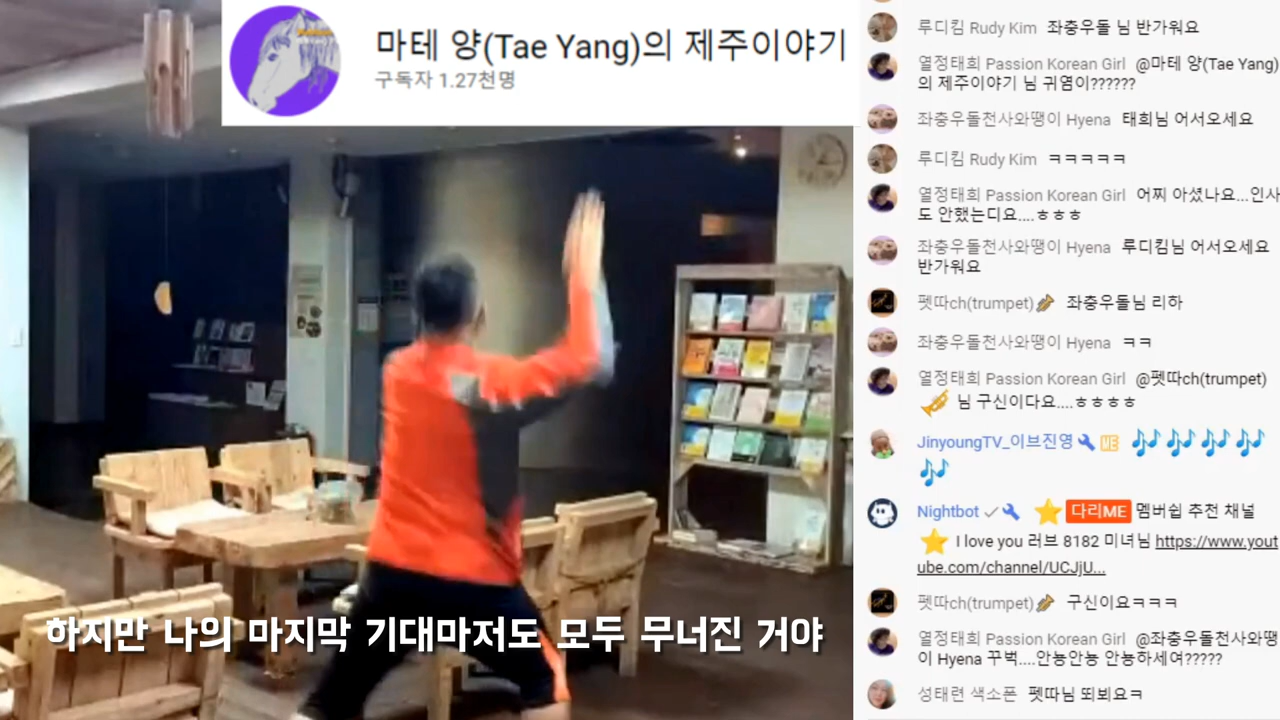 마테 양(Tae Yang)의 제주이야기
구독자 1.27천명
하지만 나의 마지막 기대마저도 모두 무너진 거야
루디킴 Rudy Kim 좌충우돌 님 반가워요
열정태희 Passion Korean Girl @마테 양(Tae Yang)
의 제주이야기 님 귀염이??????
좌충우돌천사와땡이 Hyena 태희님 어서오세요
루디킴 Rudy Kim ㅋㅋㅋㅋㅋ
열정태희 Passion Korean Girl 어찌 아셨나요...인사
도 안했는디요....ㅎㅎㅎ
좌충우돌천사와땡이 Hyena 루디킴님 어서오세요
반가워요
펫따ch(trumpet)🎺 좌충우돌님 리하
좌충우돌천사와땡이 Hyena ㅋㅋ
열정태희 Passion Korean Girl @펫따ch(trumpet)
🎺 님 구신이다요....ㅎㅎㅎㅎ
JinyoungTV_이브진영 ME 🎶🎶🎶🎶
🎶
Nightbot ⭐ 다리ME 멤버쉽 추천 채널
⭐ I love you 러브 8182 미녀님 https://www.yout
ube.com/channel/UCJjU...
펫따ch(trumpet)🎺 구신이요ㅋㅋㅋ
열정태희 Passion Korean Girl @좌충우돌천사와땡
이 Hyena 꾸벅....안뇽안뇽 안뇽하세여?????
성태련 색소폰 펫따님 뙤뵈요ㅋ